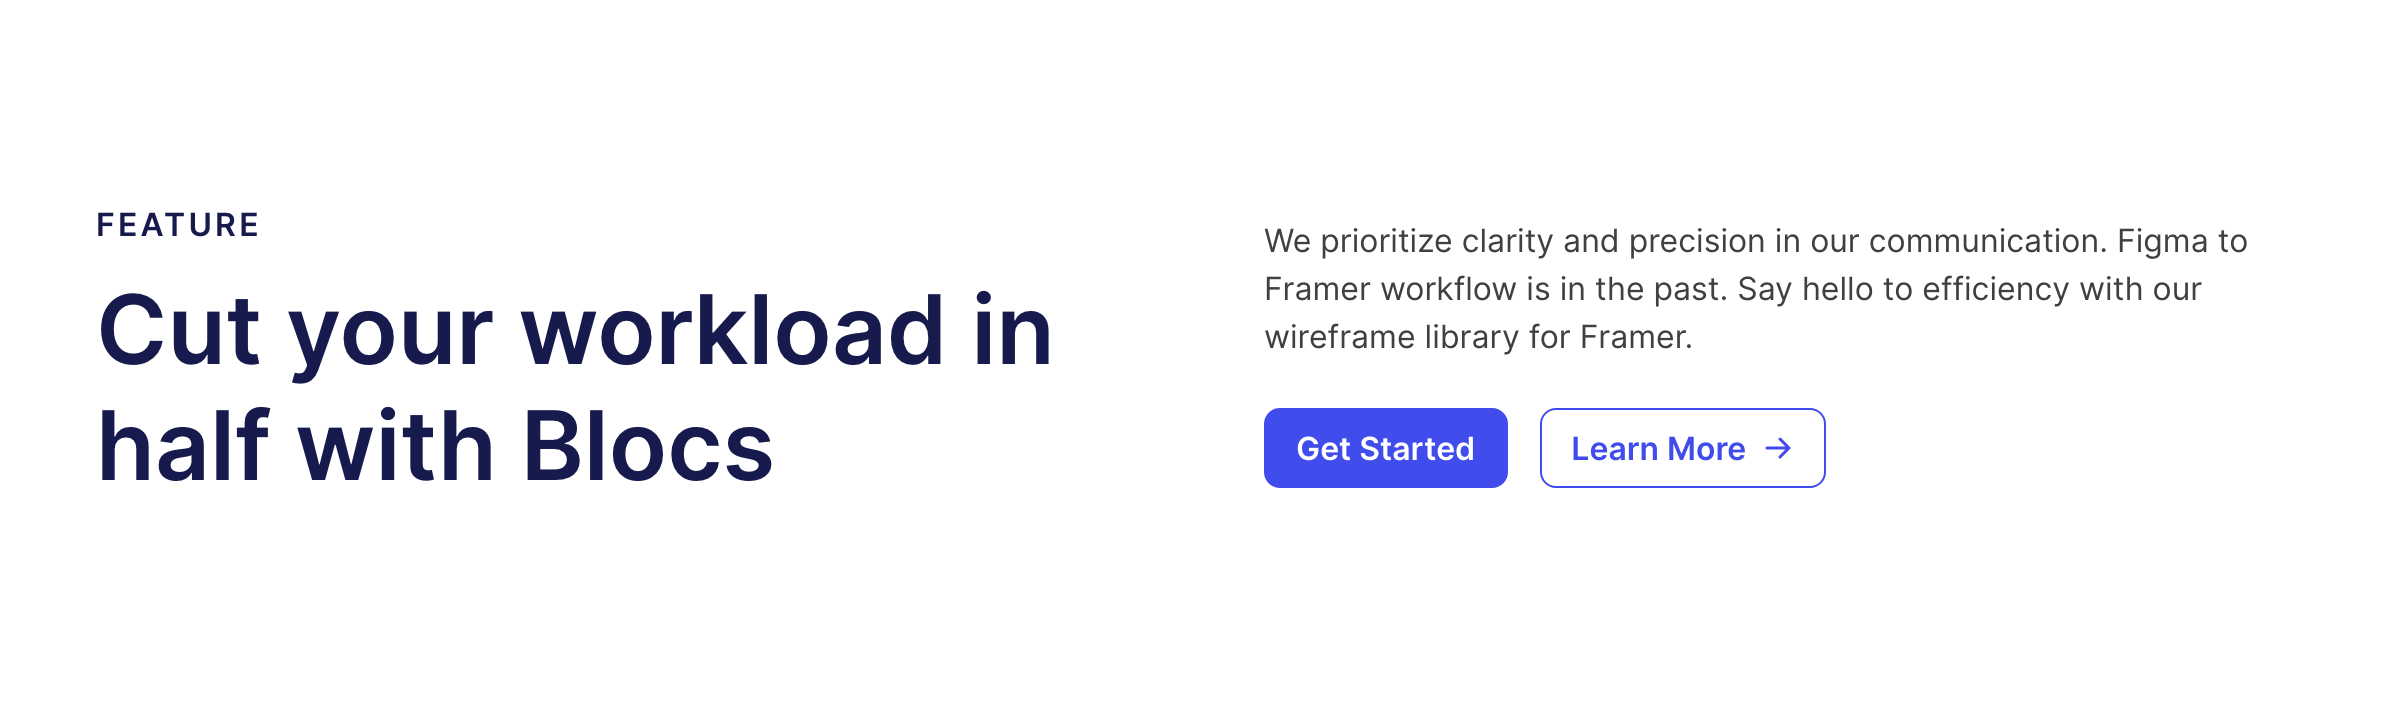 FEATURE
Cut your workload in
half with Blocs
We prioritize clarity and precision in our communication. Figma to
Framer workflow is in the past. Say hello to efficiency with our
wireframe library for Framer.
Get Started
Learn More →